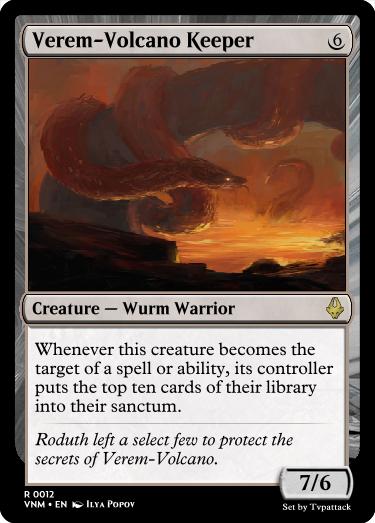 Verem-Volcano Keeper 6
Creature — Wurm Warrior
Whenever this creature becomes the
target of a spell or ability, its controller
puts the top ten cards of their library
into their sanctum.
Roduth left a select few to protect the
secrets of Verem-Volcano.
7/6
R 0012
VNM • EN Ilya Popov
Set by Tvpattack